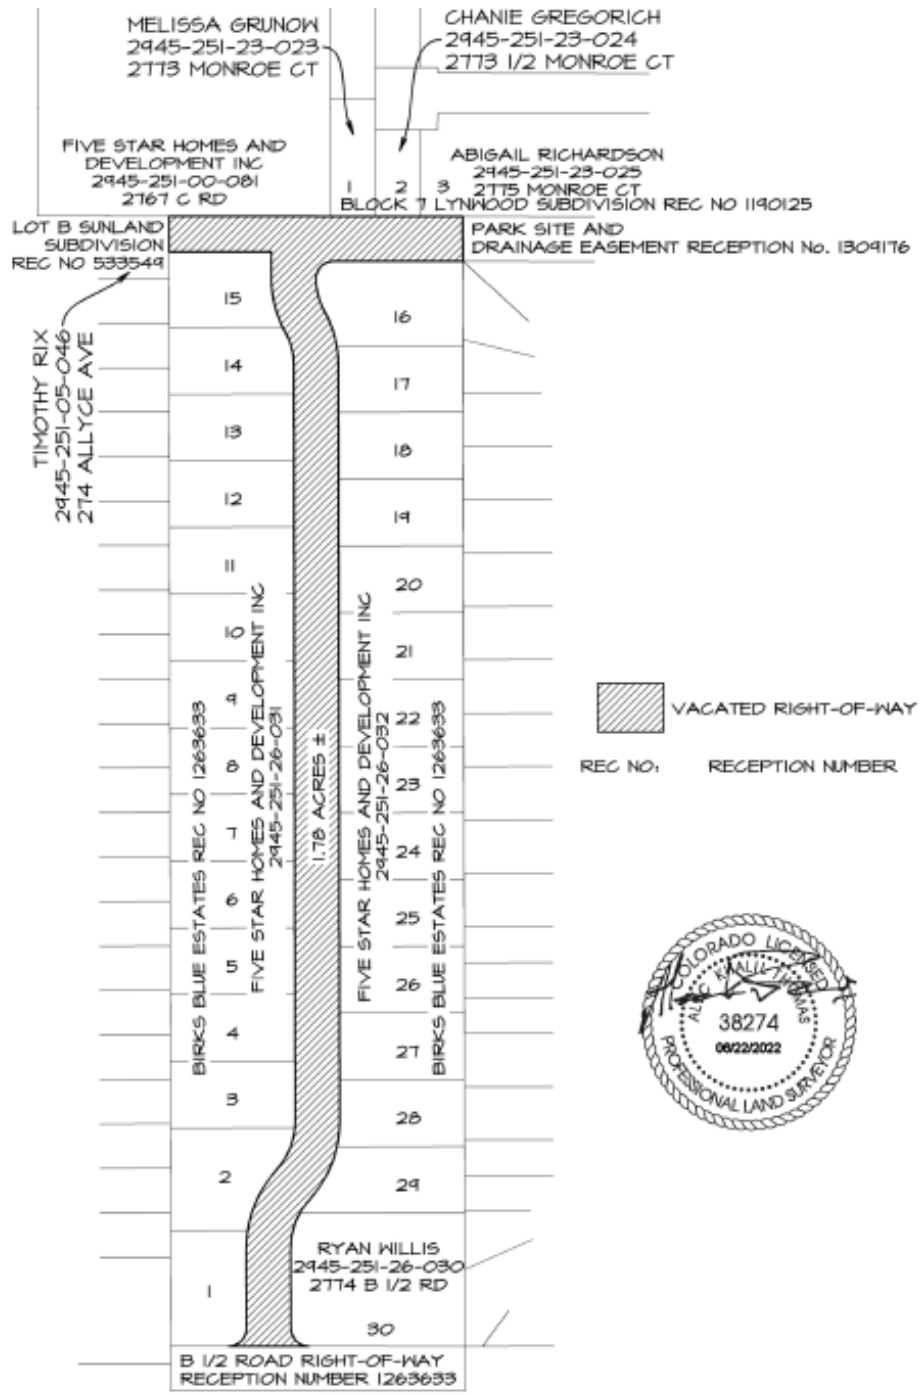 MELISSA GRUNOW
2945-251-23-023
2773 MONROE CT
CHANIE GREGORICH
2945-251-23-024
2773 1/2 MONROE CT
FIVE STAR HOMES AND
DEVELOPMENT INC
2945-251-00-081
2767 C RD
ABIGAIL RICHARDSON
2945-251-23-025
2775 MONROE CT
1
2
3
BLOCK 7 LYNWOOD SUBDIVISION REC NO 1190125
LOT B SUNLAND
SUBDIVISION
REC NO 533549
PARK SITE AND
DRAINAGE EASEMENT RECEPTION No. 1309176
TIMOTHY RIX
2945-251-05-046
274 ALLYCE AVE
15
14
13
12
11
10
9
8
7
6
5
4
3
2
1
BIRKS BLUE ESTATES REC NO 1263633
FIVE STAR HOMES AND DEVELOPMENT INC
2945-251-26-031
1.78 ACRES ±
FIVE STAR HOMES AND DEVELOPMENT INC
2945-251-26-032
BIRKS BLUE ESTATES REC NO 1263633
16
17
18
19
20
21
22
23
24
25
26
27
28
29
RYAN WILLIS
2945-251-26-030
2774 B 1/2 RD
30
B 1/2 ROAD RIGHT-OF-WAY
RECEPTION NUMBER 1263633
VACATED RIGHT-OF-WAY
REC NO: RECEPTION NUMBER
COLORADO LICENSED
38274
06/22/2022
PROFESSIONAL LAND SURVEYOR